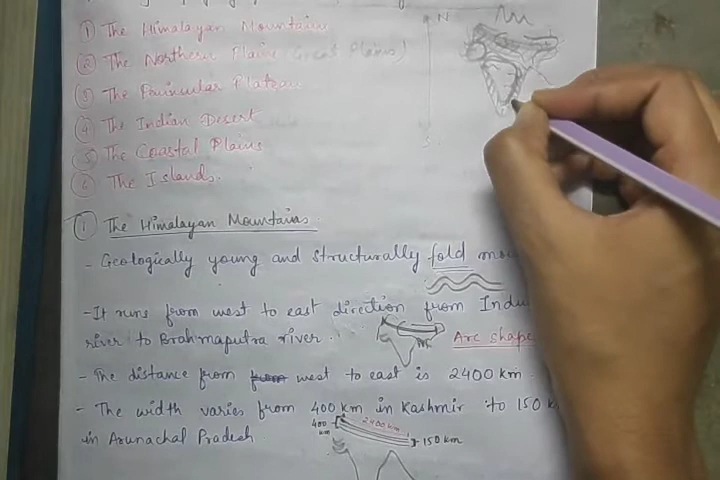 N
① The Himalayan Mountains
② The Northern Plains (Great Plains)
③ The Peninsular Plateau
④ The Indian Desert
⑤ The Coastal Plains
⑥ The Islands.
S
① The Himalayan Mountains
- Geologically young and structurally fold
- It runs from west to east direction from
river to Brahmaputra river.
Arc shape
- The distance from west to east is 2400 km
- The width varies from 400 km in Kashmir to 150
in Arunachal Pradesh
400 km
2400 km
150 km